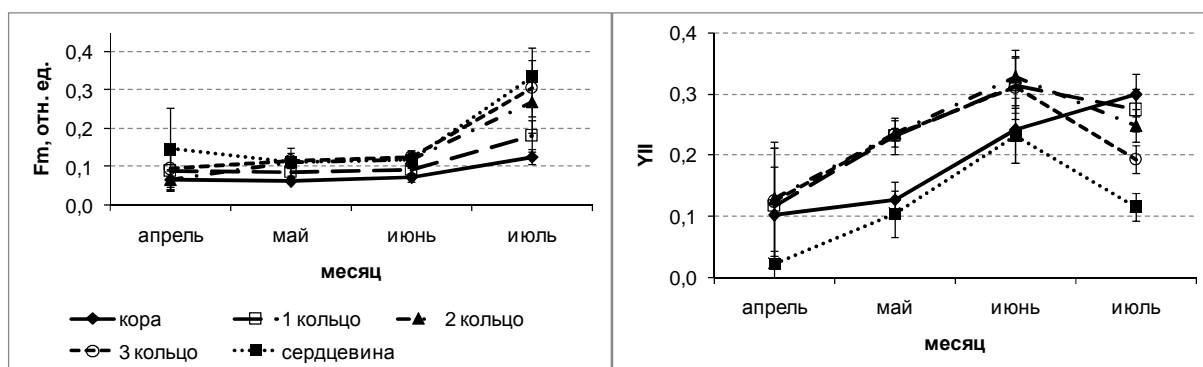 0,4
0,3
0,2
0,1
0,0
Fm, отн. ед.
апрель май июнь июль
месяц
кора 1 кольцо 2 кольцо
3 кольцо сердцевина
0,4
0,3
0,2
0,1
0,0
YII
апрель май июнь июль
месяц